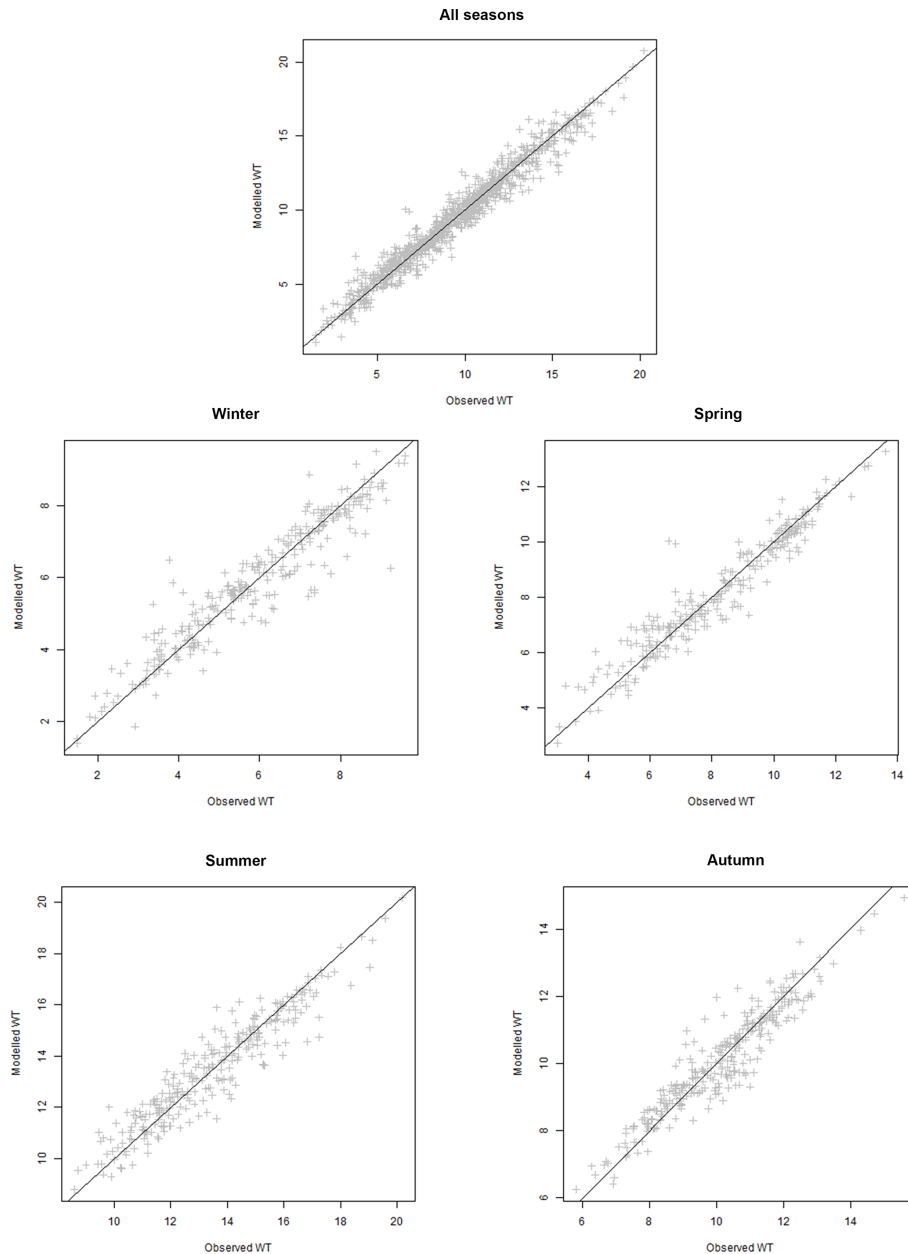 All seasons
20
15
10
5
Modelled WT
5 10 15 20
Observed WT
Winter
8
6
4
2
Modelled WT
2 4 6 8
Observed WT
Spring
12
10
8
6
4
Modelled WT
4 6 8 10 12 14
Observed WT
Summer
20
18
16
14
12
10
Modelled WT
10 12 14 16 18 20
Observed WT
Autumn
14
12
10
8
6
Modelled WT
6 8 10 12 14
Observed WT